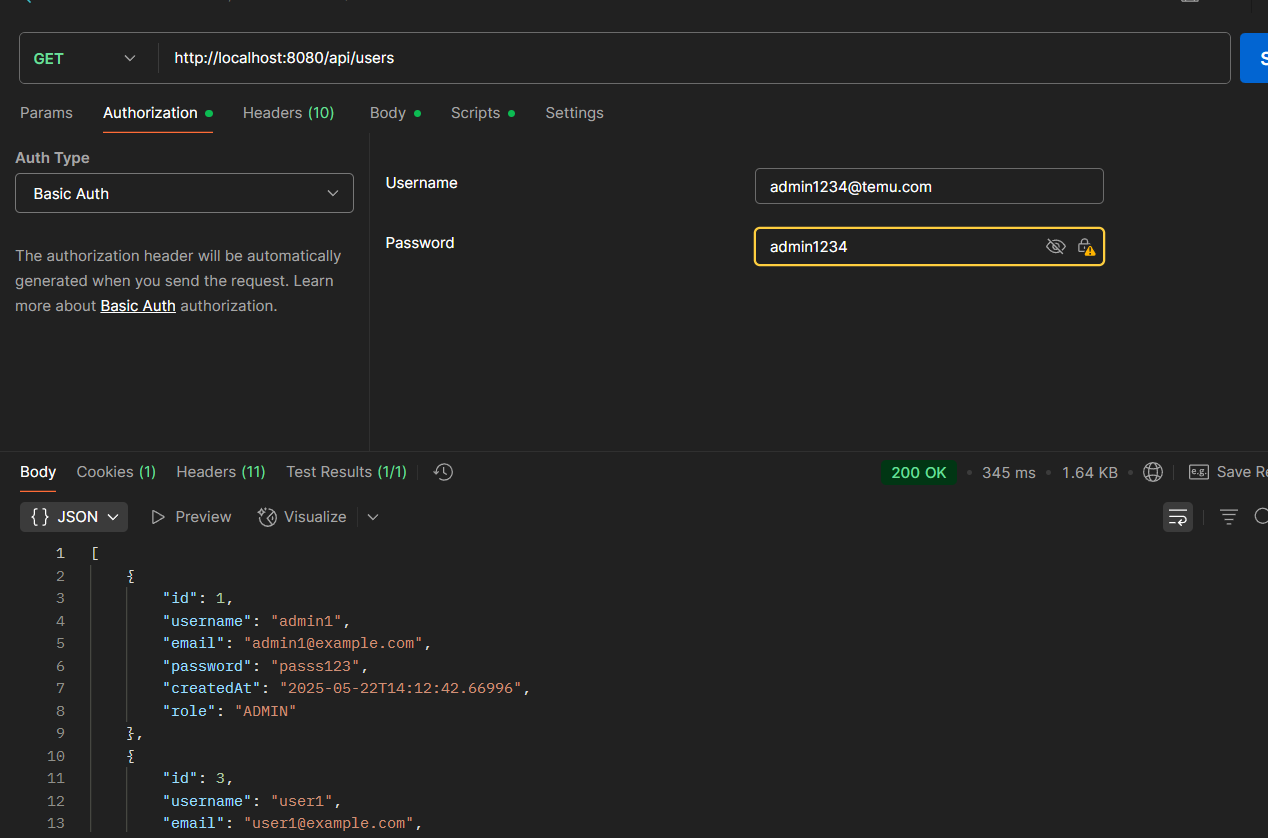 GET
http://localhost:8080/api/users
Params Authorization Headers (10) Body Scripts Settings
Auth Type
Basic Auth
The authorization header will be automatically
generated when you send the request. Learn
more about Basic Auth authorization.
Username
admin1234@temu.com
Password
admin1234
Body Cookies (1) Headers (11) Test Results (1/1)
200 OK • 345 ms • 1.64 KB • e.g. Save Re
{} JSON Preview Visualize
1 [
2 {
3 "id": 1,
4 "username": "admin1",
5 "email": "admin1@example.com",
6 "password": "passs123",
7 "createdAt": "2025-05-22T14:12:42.66996",
8 "role": "ADMIN"
9 },
10 {
11 "id": 3,
12 "username": "user1",
13 "email": "user1@example.com",